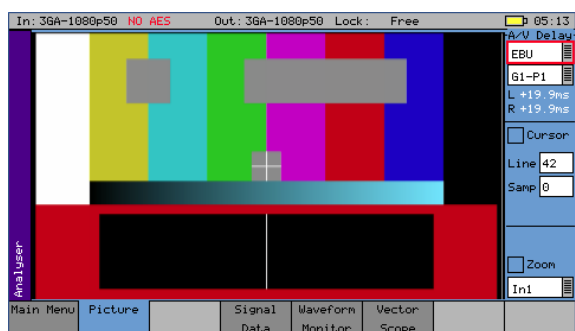 In: 3GA-1080p50 NO AES Out: 3GA-1080p50 Lock: Free 05:13
A/V Delay
EBU
G1-P1
L +19.9ms
R +19.9ms
Cursor
Line 42
Samp 0
Zoom
In1
Analyser
Main Menu Picture Signal Data Waveform Monitor Vector Scope